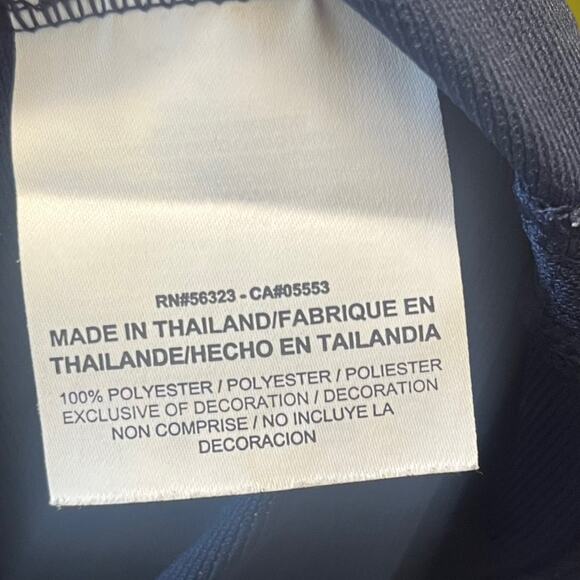 RN#56323 - CA#05553
MADE IN THAILAND/FABRIQUE EN
THAILANDE/HECHO EN TAILANDIA
100% POLYESTER / POLYESTER / POLIESTER
EXCLUSIVE OF DECORATION / DECORATION
NON COMPRISE / NO INCLUYE LA
DECORACION